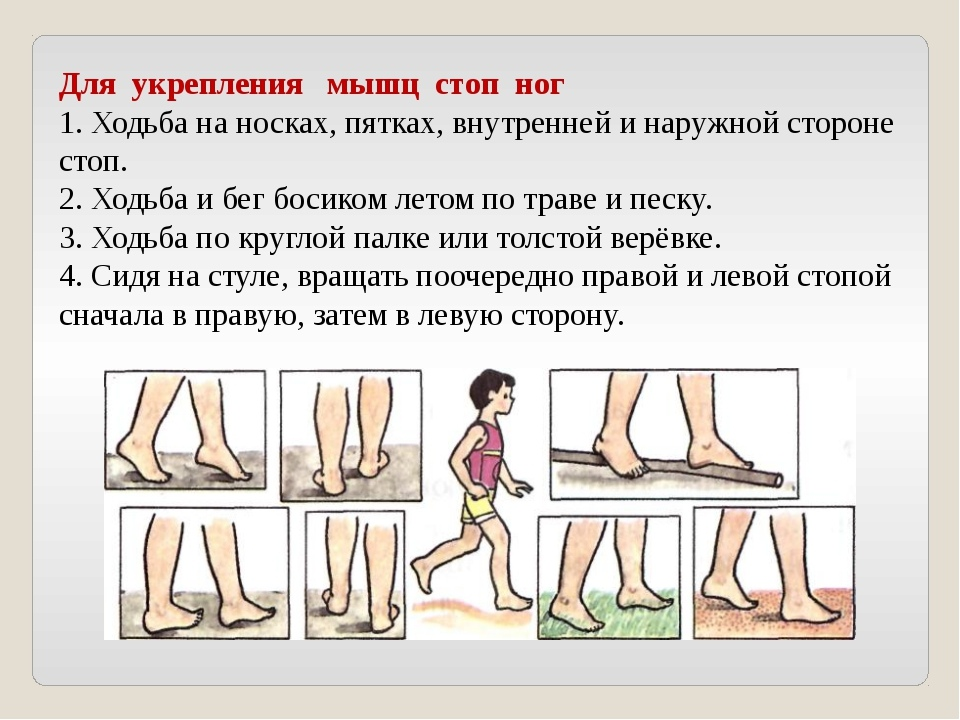 Для укрепления мышц стоп ног
1. Ходьба на носках, пятках, внутренней и наружной стороне
стоп.
2. Ходьба и бег босиком летом по траве и песку.
3. Ходьба по круглой палке или толстой верёвке.
4. Сидя на стуле, вращать поочередно правой и левой стопой
сначала в правую, затем в левую сторону.